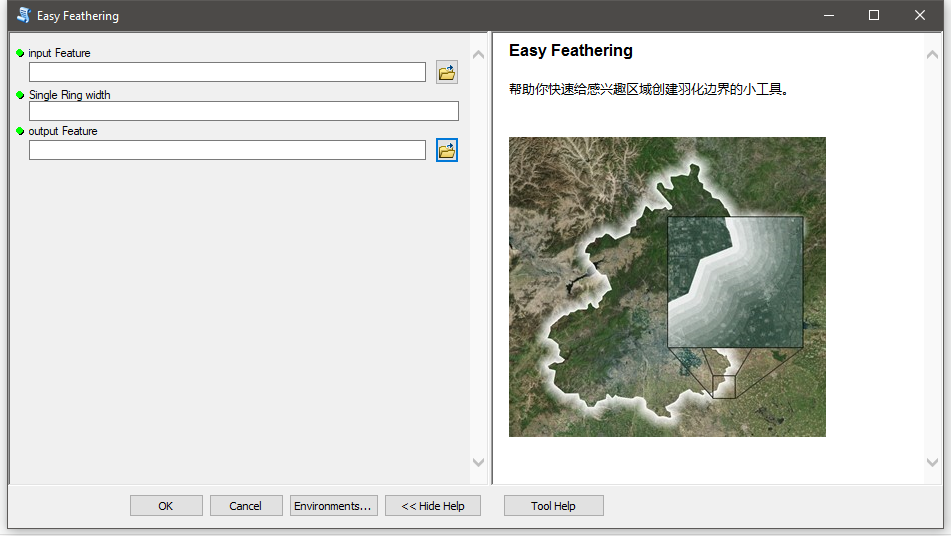 Easy Feathering
input Feature
Single Ring width
output Feature
Easy Feathering
帮助你快速给感兴趣区域创建羽化边界的小工具。
OK
Cancel
Environments...
<< Hide Help
Tool Help